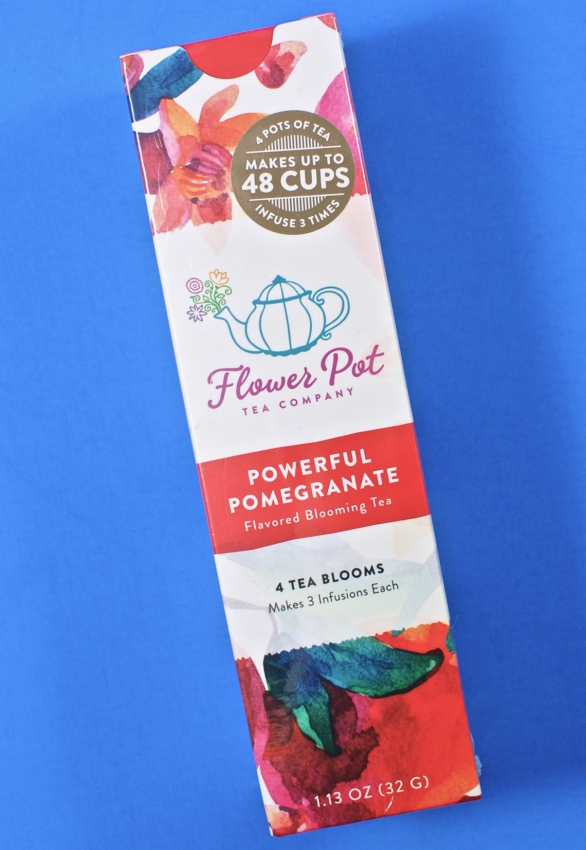 4 POTS OF TEA
MAKES UP TO
48 CUPS
INFUSE 3 TIMES
Flower Pot
TEA COMPANY
POWERFUL
POMEGRANATE
Flavored Blooming Tea
4 TEA BLOOMS
Makes 3 Infusions Each
1.13 OZ (32 G)